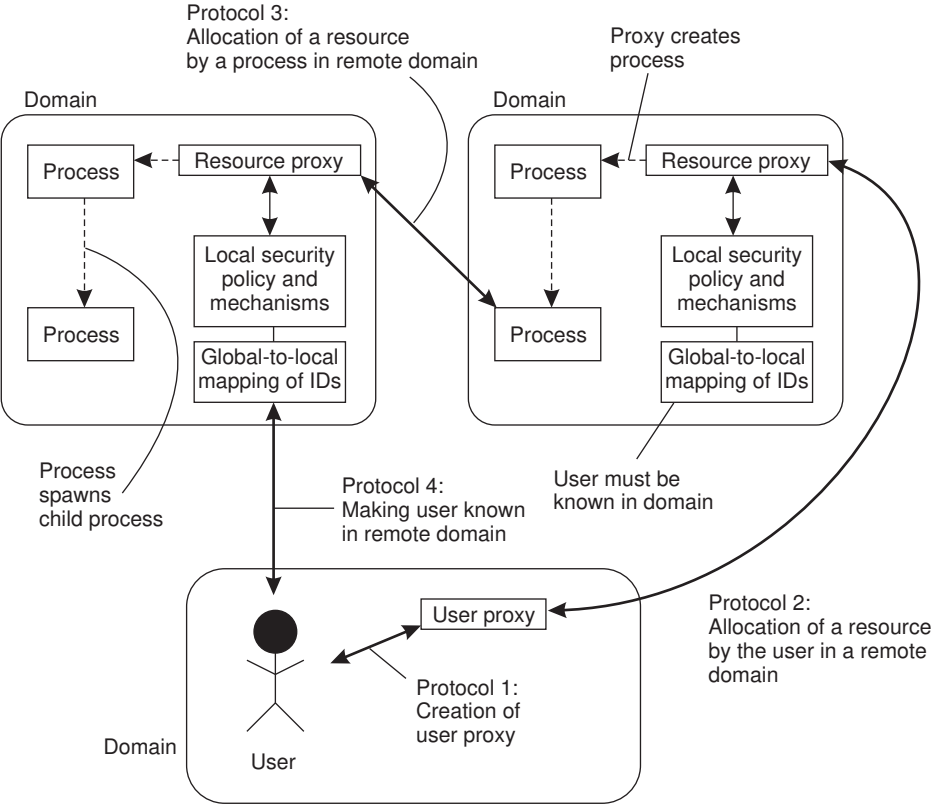 Protocol 3:
Allocation of a resource
by a process in remote domain
Proxy creates
process
Domain
Domain
Process
Resource proxy
Process
Resource proxy
Local security
policy and
mechanisms
Local security
policy and
mechanisms
Process
Process
Global-to-local
mapping of IDs
Global-to-local
mapping of IDs
Process
spawns
child process
Protocol 4:
Making user known
in remote domain
User must be
known in domain
User proxy
Protocol 2:
Allocation of a resource
by the user in a remote
domain
Protocol 1:
Creation of
user proxy
Domain
User